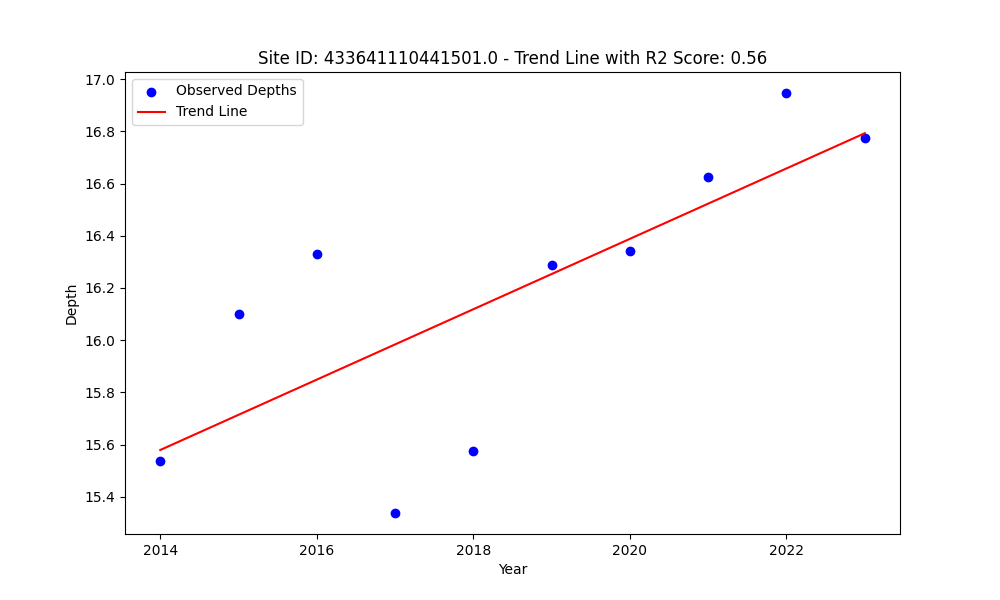 Site ID: 433641110441501.0 - Trend Line with R2 Score: 0.56
Observed Depths
Trend Line
17.0
16.8
16.6
16.4
16.2
16.0
15.8
15.6
15.4
Depth
2014
2016
2018
2020
2022
Year